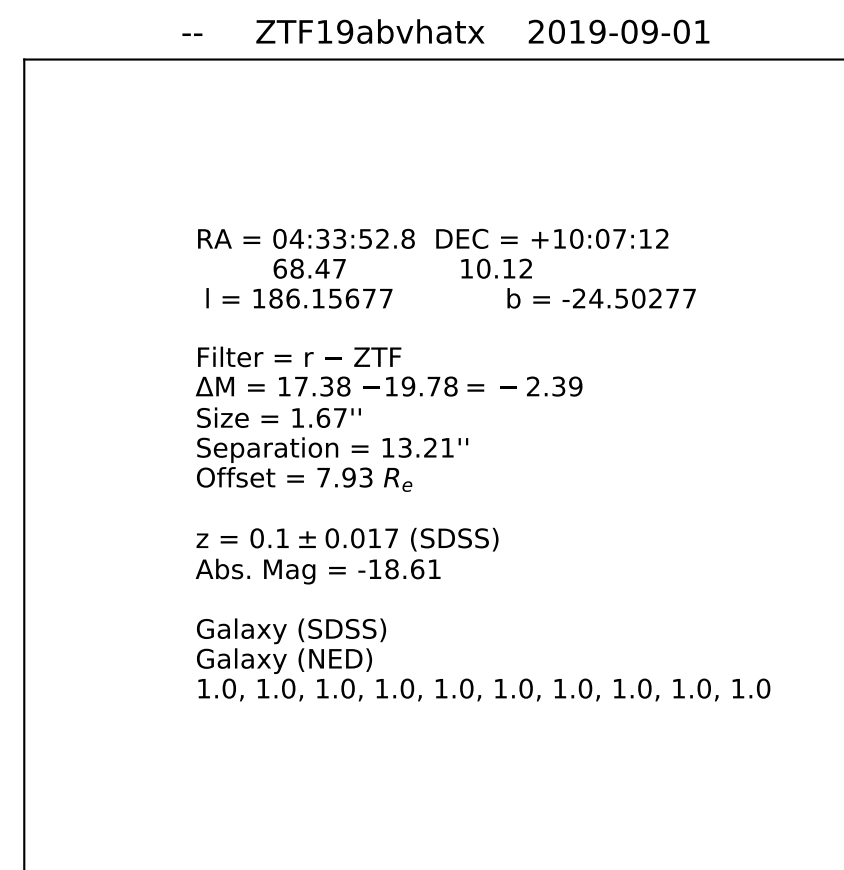 -- ZTF19abvhatx 2019-09-01
RA = 04:33:52.8 DEC = +10:07:12
68.47 10.12
l = 186.15677 b = -24.50277
Filter = r − ZTF
ΔM = 17.38 −19.78 = − 2.39
Size = 1.67''
Separation = 13.21''
Offset = 7.93 Rₑ
z = 0.1 ± 0.017 (SDSS)
Abs. Mag = -18.61
Galaxy (SDSS)
Galaxy (NED)
1.0, 1.0, 1.0, 1.0, 1.0, 1.0, 1.0, 1.0, 1.0, 1.0